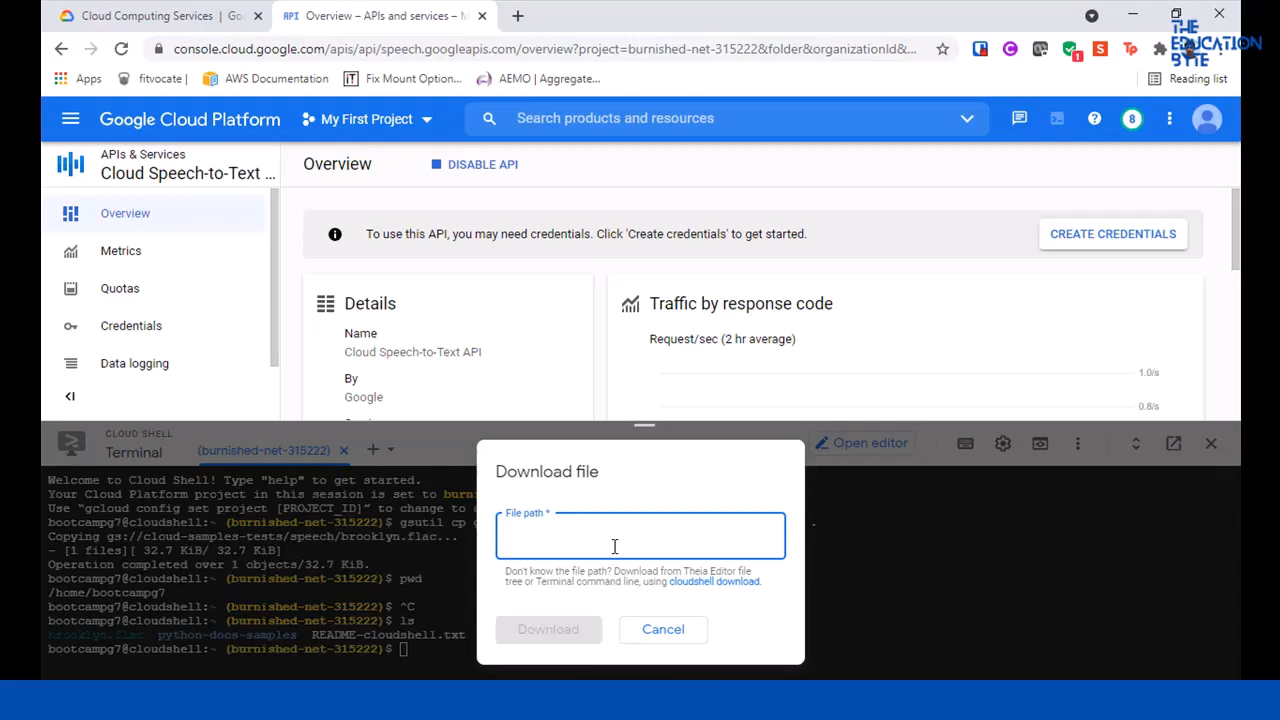 Cloud Computing Services | Go
API Overview – APIs and services – M
console.cloud.google.com/apis/api/speech.googleapis.com/overview?project=burnished-net-315222&folder&organizationId&...
THE
EDUCATION
BYTE
Apps fitvocate | AWS Documentation Fix Mount Option... AEMO | Aggregate... Reading list
Google Cloud Platform My First Project Search products and resources 8
APIs & Services
Cloud Speech-to-Text ...
Overview DISABLE API
Overview
Metrics
Quotas
Credentials
Data logging
To use this API, you may need credentials. Click 'Create credentials' to get started. CREATE CREDENTIALS
Details
Name
Cloud Speech-to-Text API
By
Google
Traffic by response code
Request/sec (2 hr average)
1.0/s
0.8/s
CLOUD SHELL
Terminal (burnished-net-315222) Open editor
Welcome to Cloud Shell! Type "help" to get started.
Your Cloud Platform project in this session is set to
Use "gcloud config set project [PROJECT_ID]" to change to a
bootcampg7@cloudshell:~ (burnished-net-315222)$ gsutil cp g
Copying gs://cloud-samples-tests/speech/brooklyn.flac...
- [1 files][ 32.7 KiB/ 32.7 KiB]
Operation completed over 1 objects/32.7 KiB.
bootcampg7@cloudshell:~ (burnished-net-315222)$ pwd
/home/bootcampg7
bootcampg7@cloudshell:~ (burnished-net-315222)$ ^C
bootcampg7@cloudshell:~ (burnished-net-315222)$ ls
brooklyn.flac python-docs-samples README-cloudshell.txt
bootcampg7@cloudshell:~ (burnished-net-315222)$
Download file
File path *
Don't know the file path? Download from Theia Editor file
tree or Terminal command line, using cloudshell download.
Download Cancel